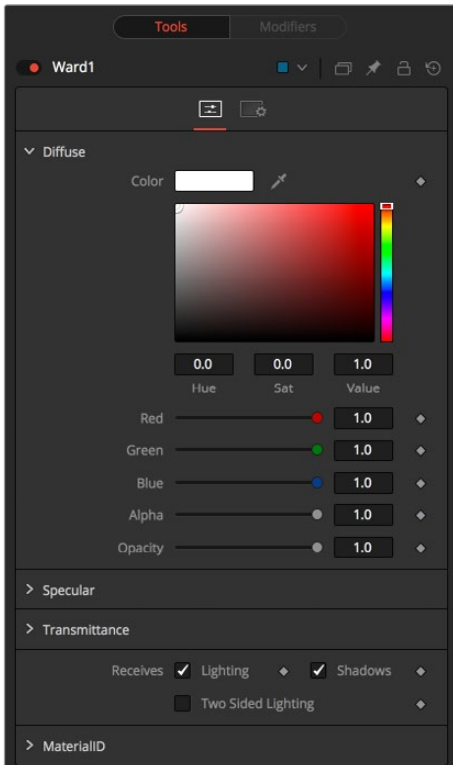 Tools Modifiers
Ward1
Diffuse
Color
0.0 0.0 1.0
Hue Sat Value
Red 1.0
Green 1.0
Blue 1.0
Alpha 1.0
Opacity 1.0
Specular
Transmittance
Receives Lighting Shadows
Two Sided Lighting
MaterialID